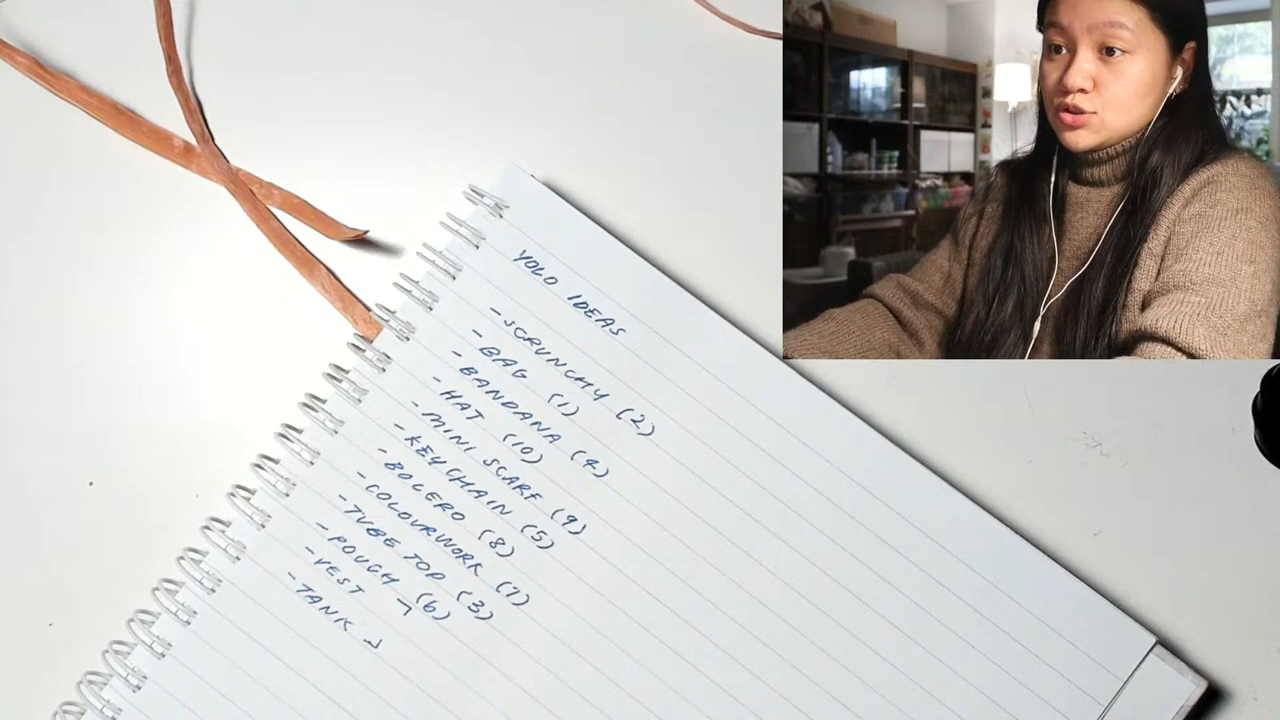 YOLO IDEAS
- SCRUNCHY (2)
- BAG (1)
- BANDANA (4)
- HAT (10)
- MINI SCARF (9)
- KEYCHAIN (5)
- BOLERO (8)
- COLOURWORK (7)
- TUBE TOP (3)
- POUCH (6)
- VEST
- TANK